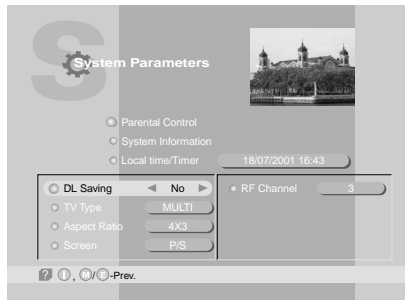 S
System Parameters
Parental Control
System Information
Local time/Timer 18/07/2001 16:43
DL Saving No RF Channel 3
TV Type MULTI
Aspect Ratio 4X3
Screen P/S
? I , M/E-Prev.